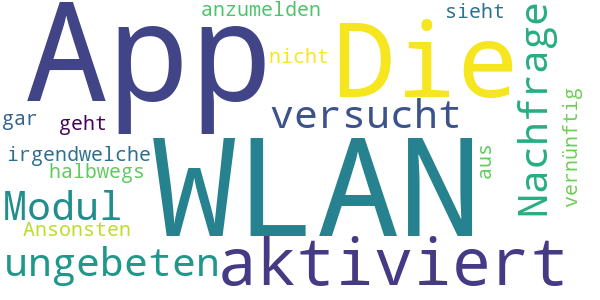 anzumelden
sieht
App
Die
Nachfrage
nicht
versucht
vernünftig
gar
geht
WLAN
irgendwelche
halbwegs
aus
Modul
Ansonsten
ungebeten
aktiviert